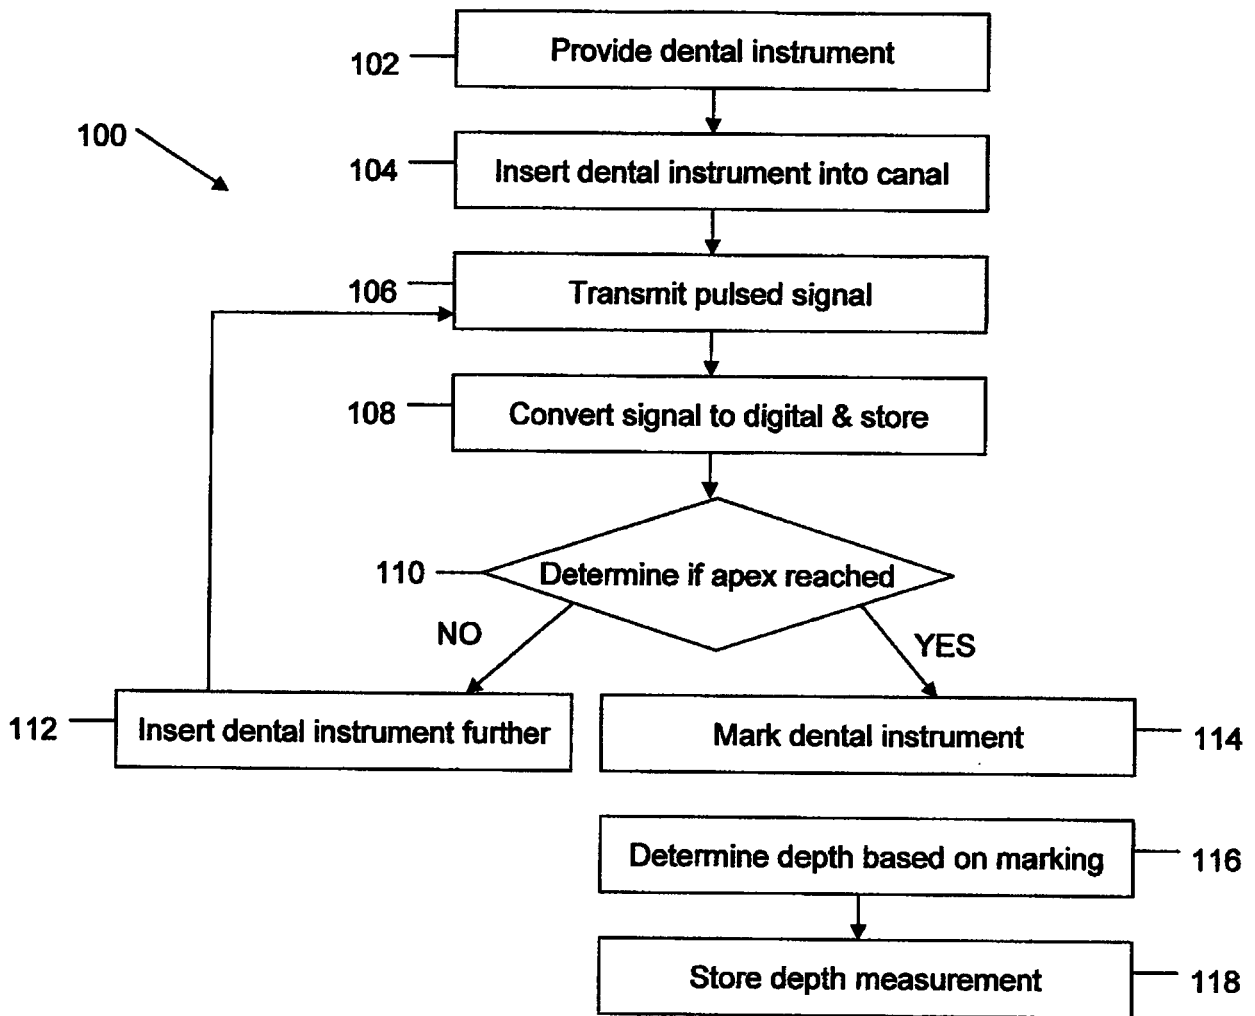 Provide dental instrument
102
100
Insert dental instrument into canal
104
Transmit pulsed signal
106
Convert signal to digital & store
108
Determine if apex reached
110
NO
YES
Insert dental instrument further
112
Mark dental instrument
114
Determine depth based on marking
116
Store depth measurement
118